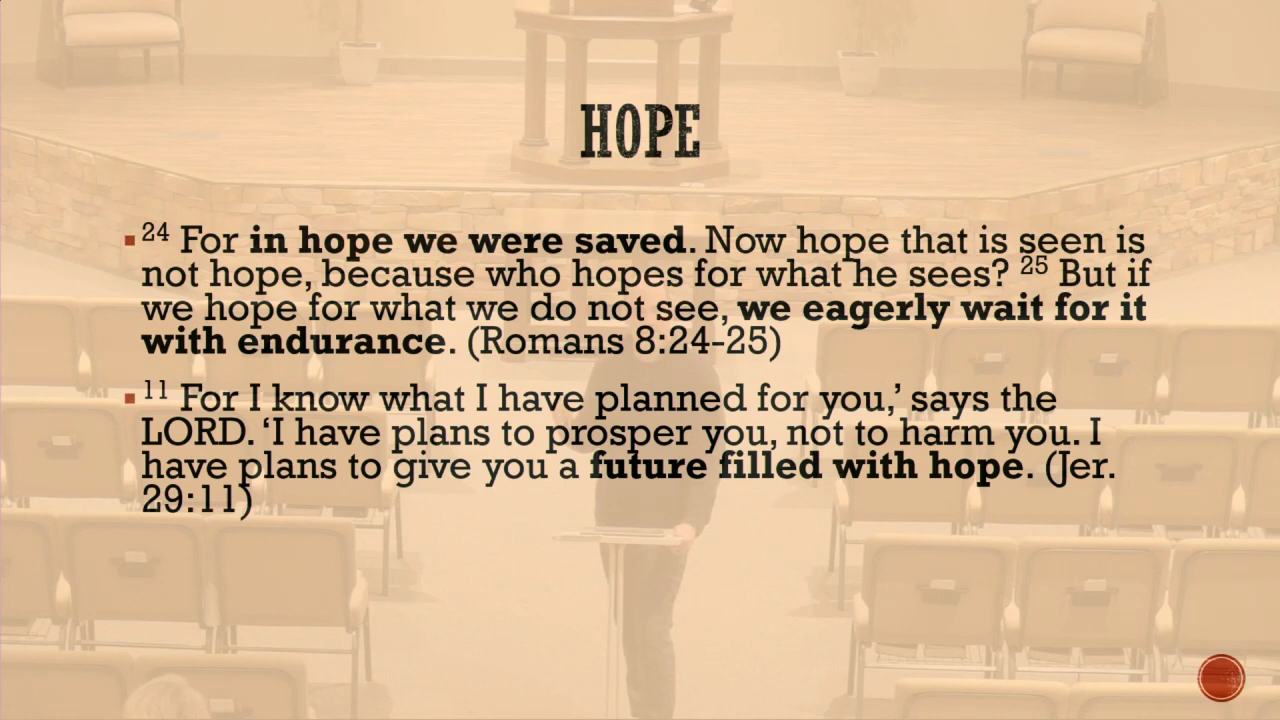 HOPE
24 For in hope we were saved. Now hope that is seen is
not hope, because who hopes for what he sees? 25 But if
we hope for what we do not see, we eagerly wait for it
with endurance. (Romans 8:24-25)
11 For I know what I have planned for you,’ says the
LORD. ‘I have plans to prosper you, not to harm you. I
have plans to give you a future filled with hope. (Jer.
29:11)